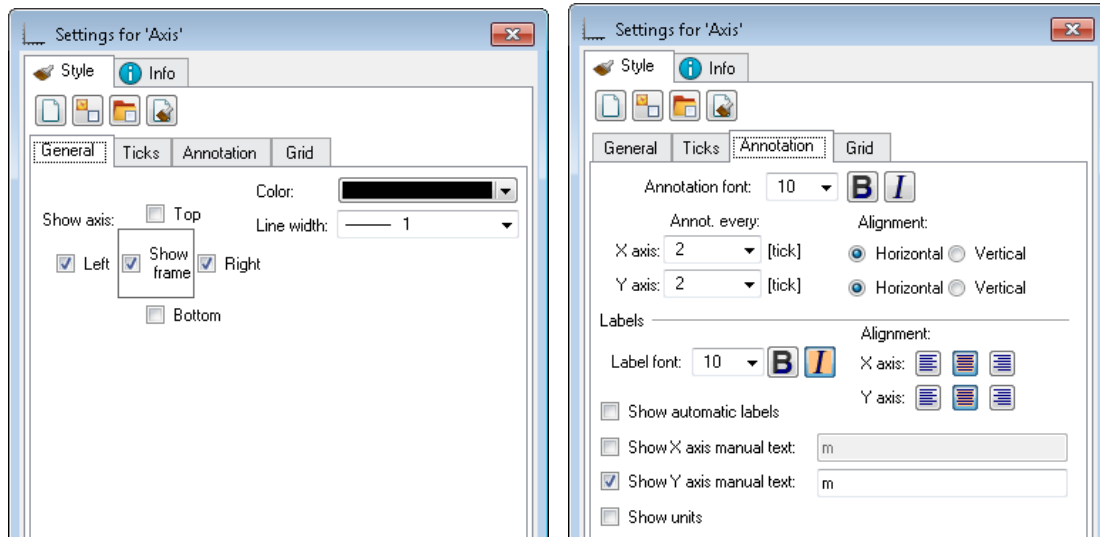 Settings for 'Axis'
Style Info
General Ticks Annotation Grid
Color:
Show axis: Top
Line width: 1
Left Show frame Right
Bottom
Settings for 'Axis'
Style Info
General Ticks Annotation Grid
Annotation font: 10 B I
Annot. every: Alignment:
X axis: 2 [tick] Horizontal Vertical
Y axis: 2 [tick] Horizontal Vertical
Labels
Alignment:
Label font: 10 B I X axis:
Y axis:
Show automatic labels
Show X axis manual text: m
Show Y axis manual text: m
Show units